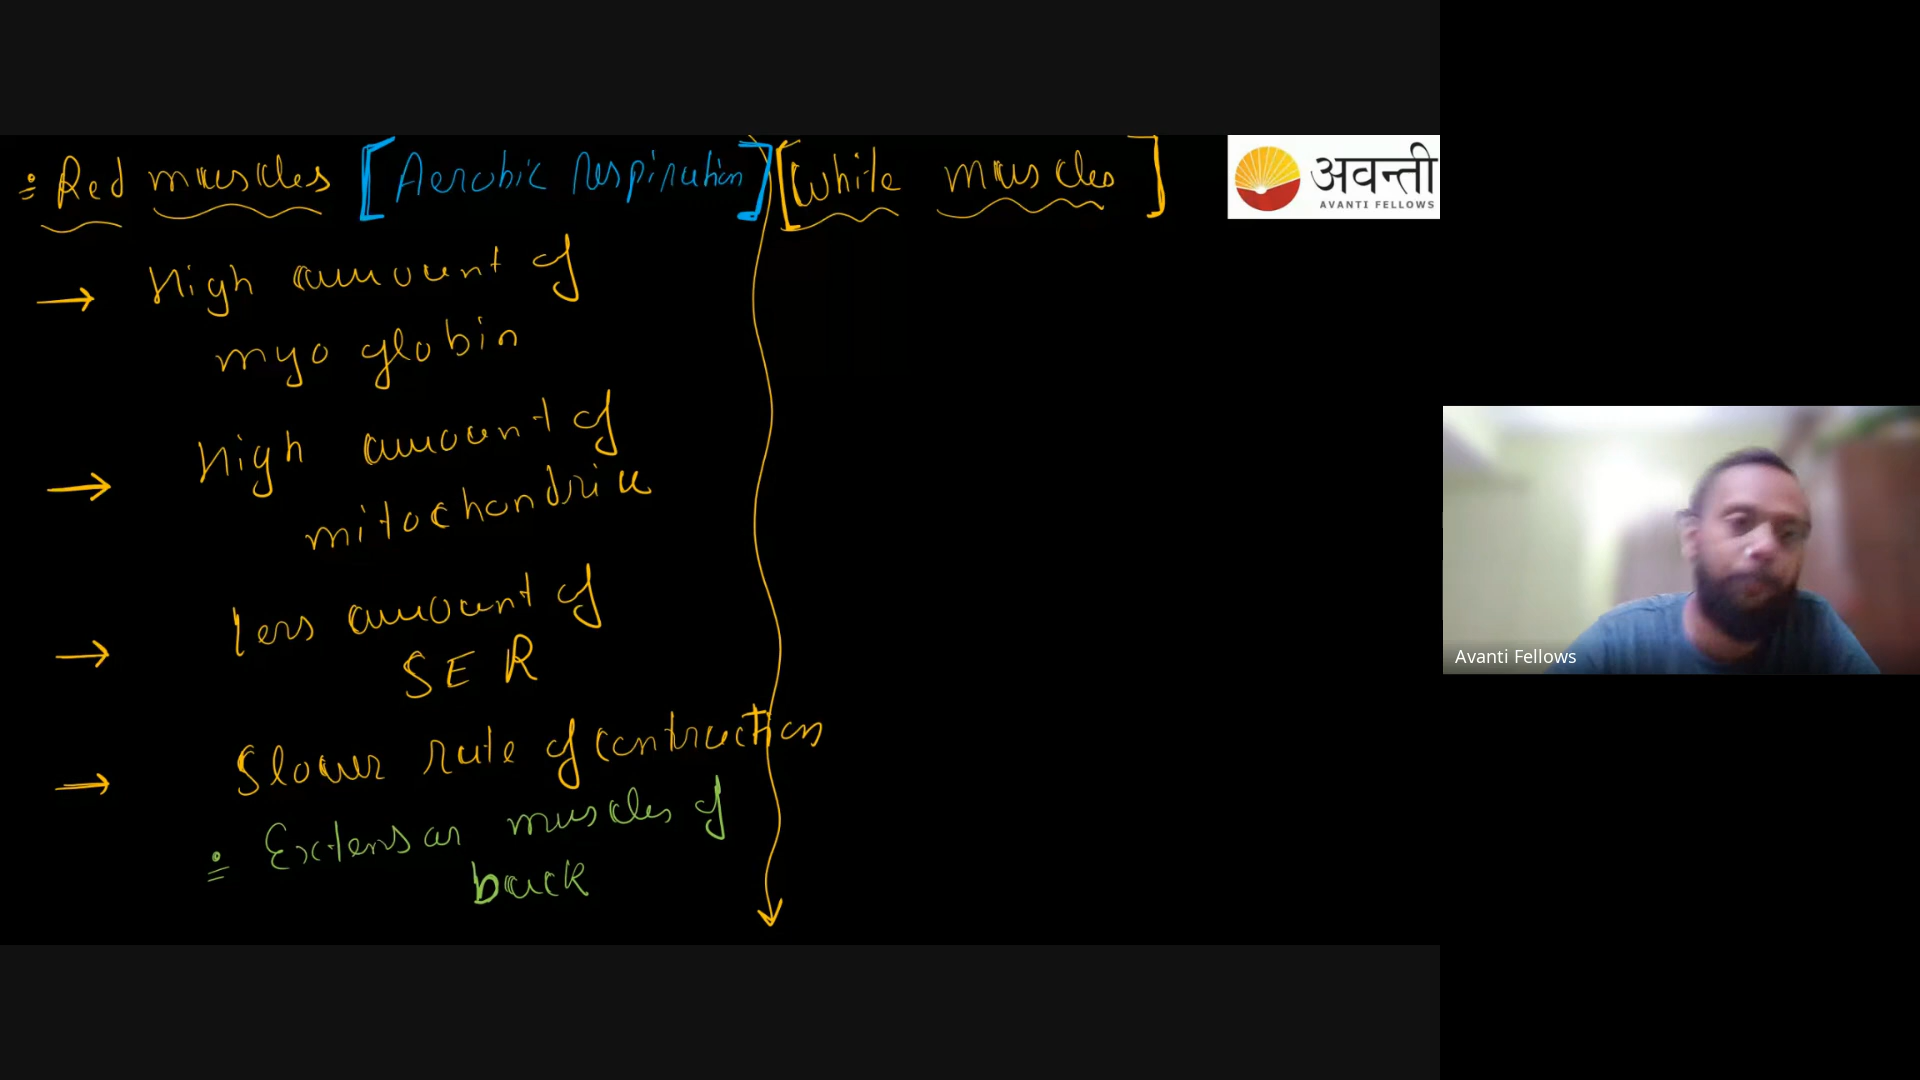 Red muscles [Aerobic respiration] [White muscles]
→ High amount of
myoglobin
→ High amount of
mitochondria
→ less amount of
SER
→ Slower rate of contraction
Extensor muscles of
back
अवन्ती
AVANTI FELLOWS
Avanti Fellows